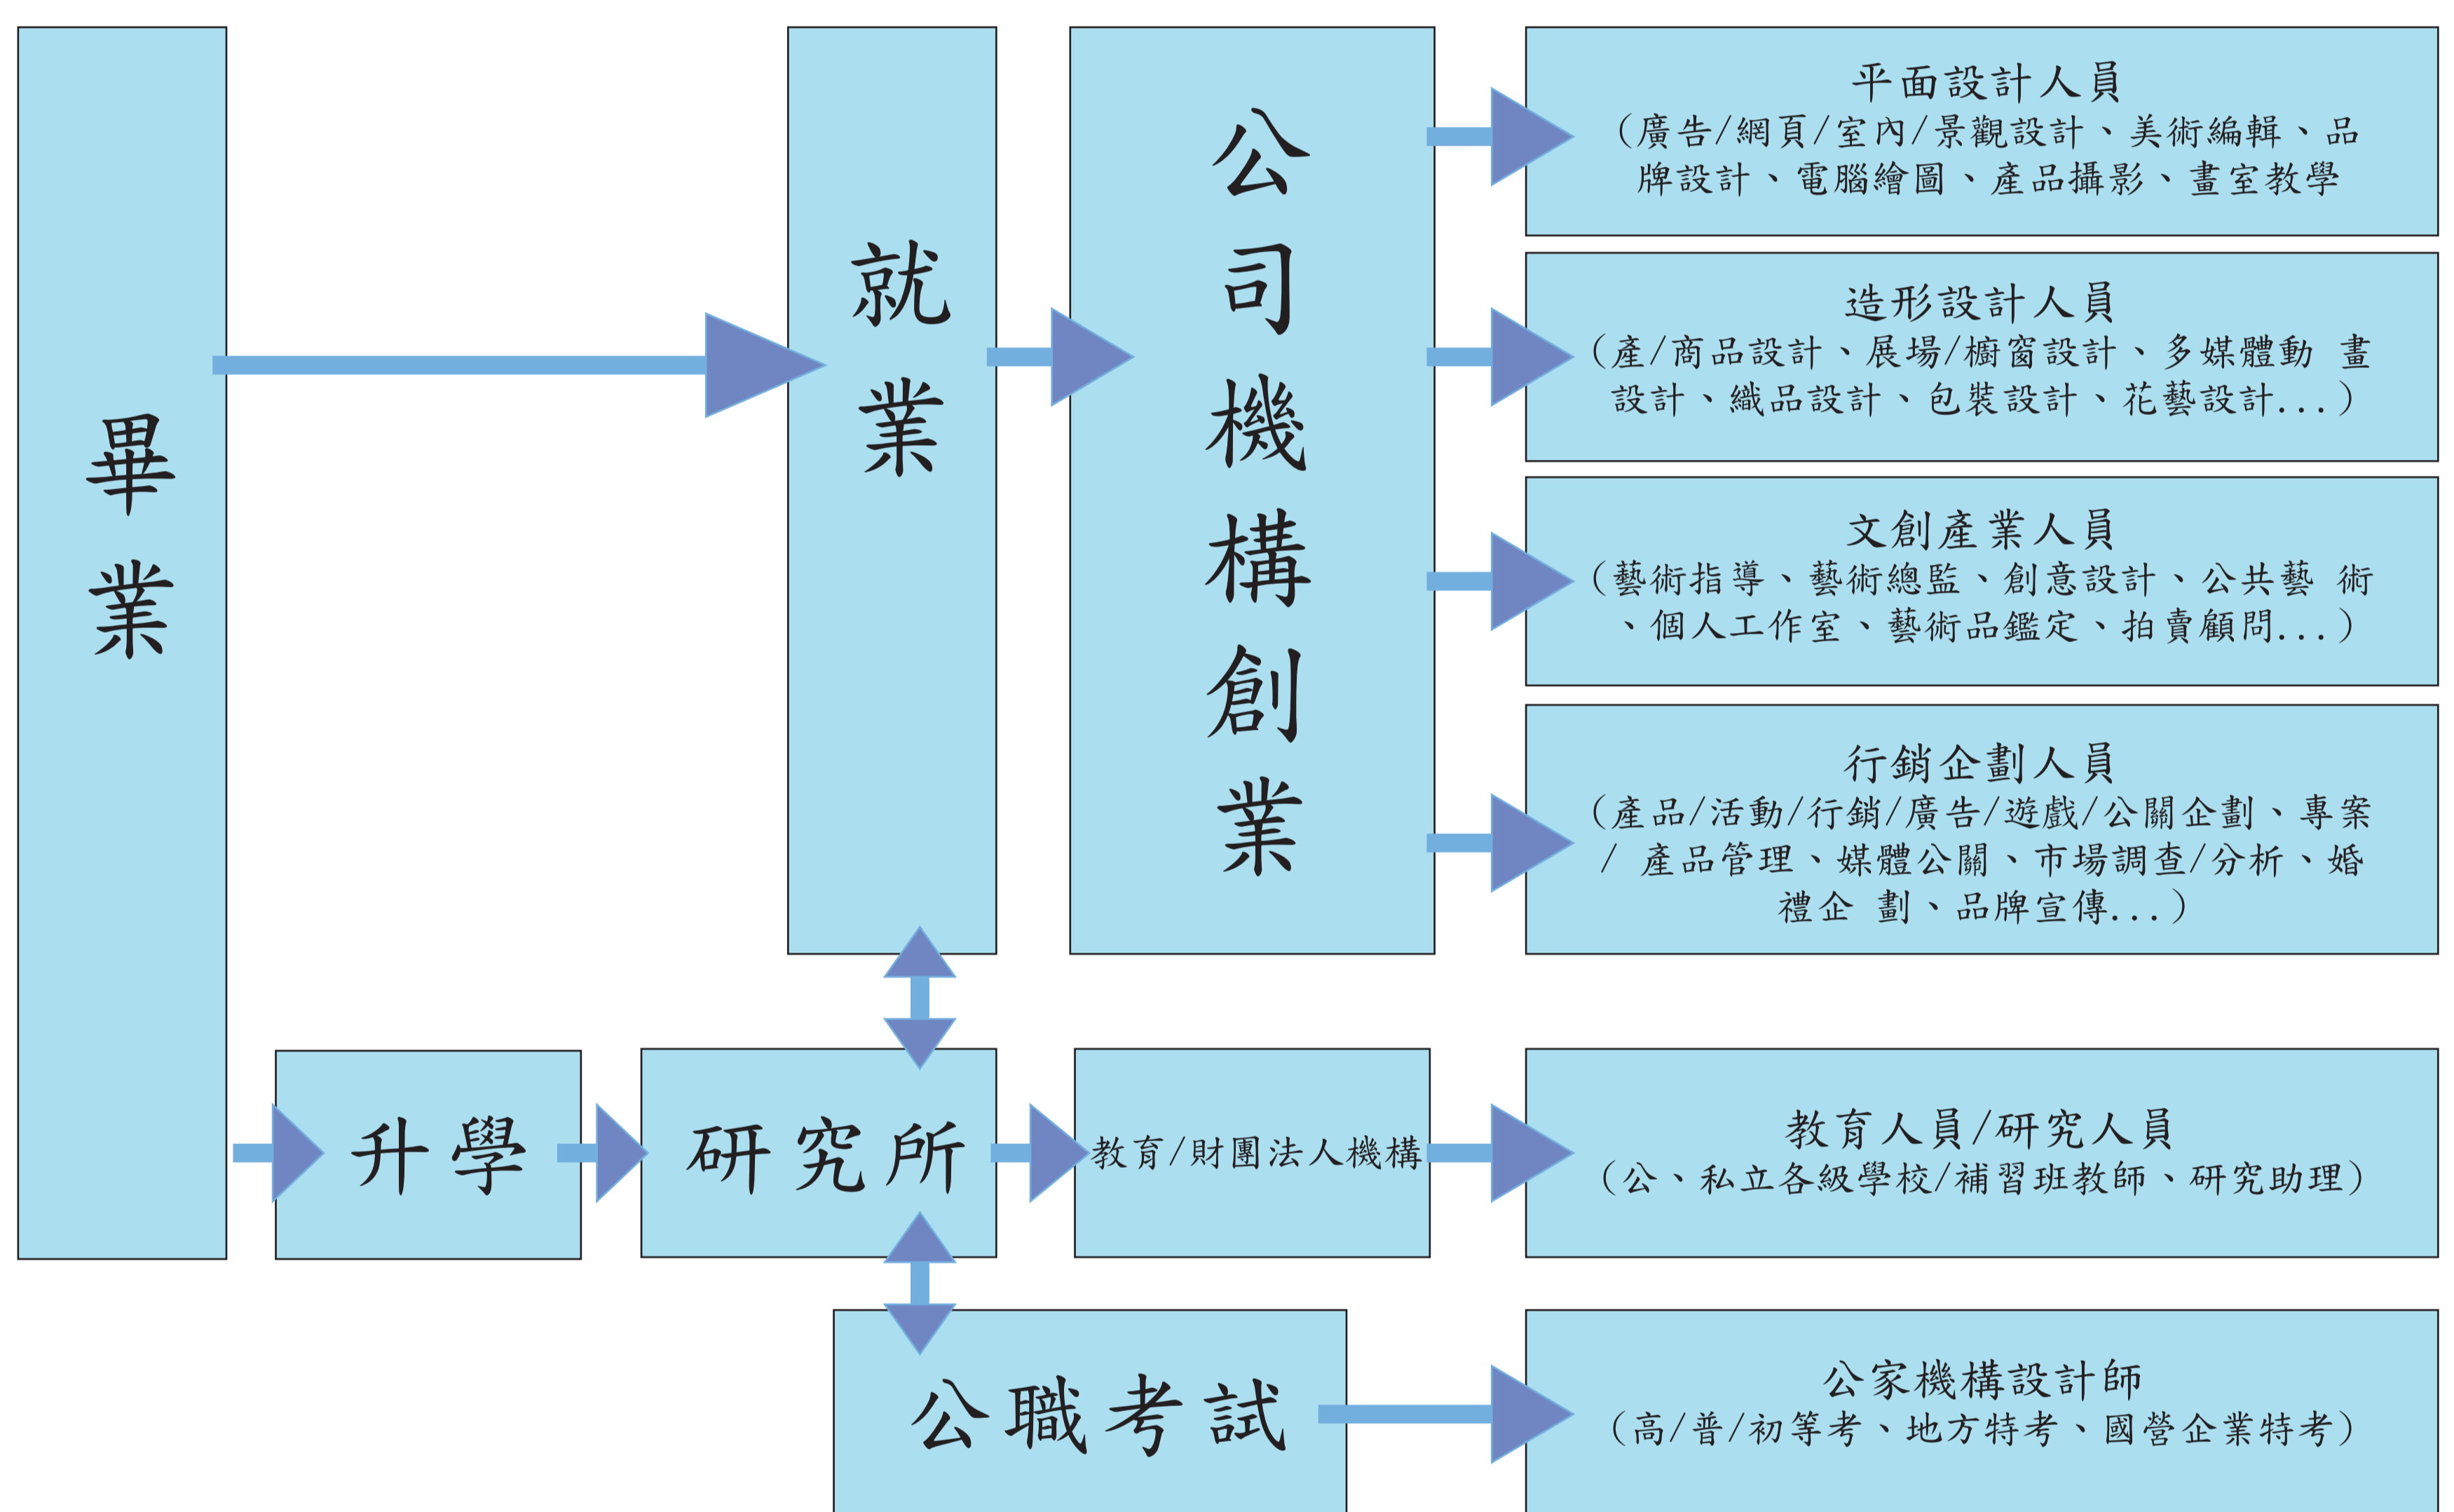 畢業
就業
公司機構創業
平面設計人員
（廣告/網頁/室內/景觀設計、美術編輯、品
牌設計、電腦繪圖、產品攝影、畫室教學
造形設計人員
（產/商品設計、展場/櫥窗設計、多媒體動 畫
設計、織品設計、包裝設計、花藝設計...）
文創產業人員
（藝術指導、藝術總監、創意設計、公共藝 術
、個人工作室、藝術品鑑定、拍賣顧問...）
行銷企劃人員
（產品/活動/行銷/廣告/遊戲/公關企劃、專案
/ 產品管理、媒體公關、市場調查/分析、婚
禮企 劃、品牌宣傳...）
升學
研究所
教育/財團法人機構
教育人員/研究人員
（公、私立各級學校/補習班教師、研究助理）
公職考試
公家機構設計師
（高/普/初等考、地方特考、國營企業特考）